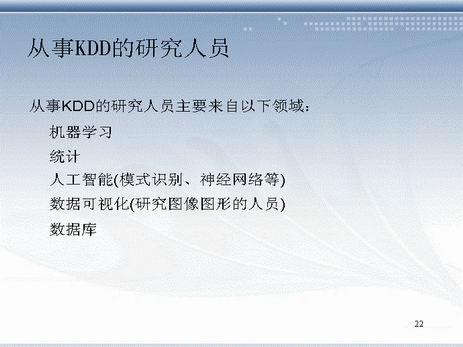 从事KDD的研究人员
从事KDD的研究人员主要来自以下领域：
机器学习
统计
人工智能(模式识别、神经网络等)
数据可视化(研究图像图形的人员)
数据库
22